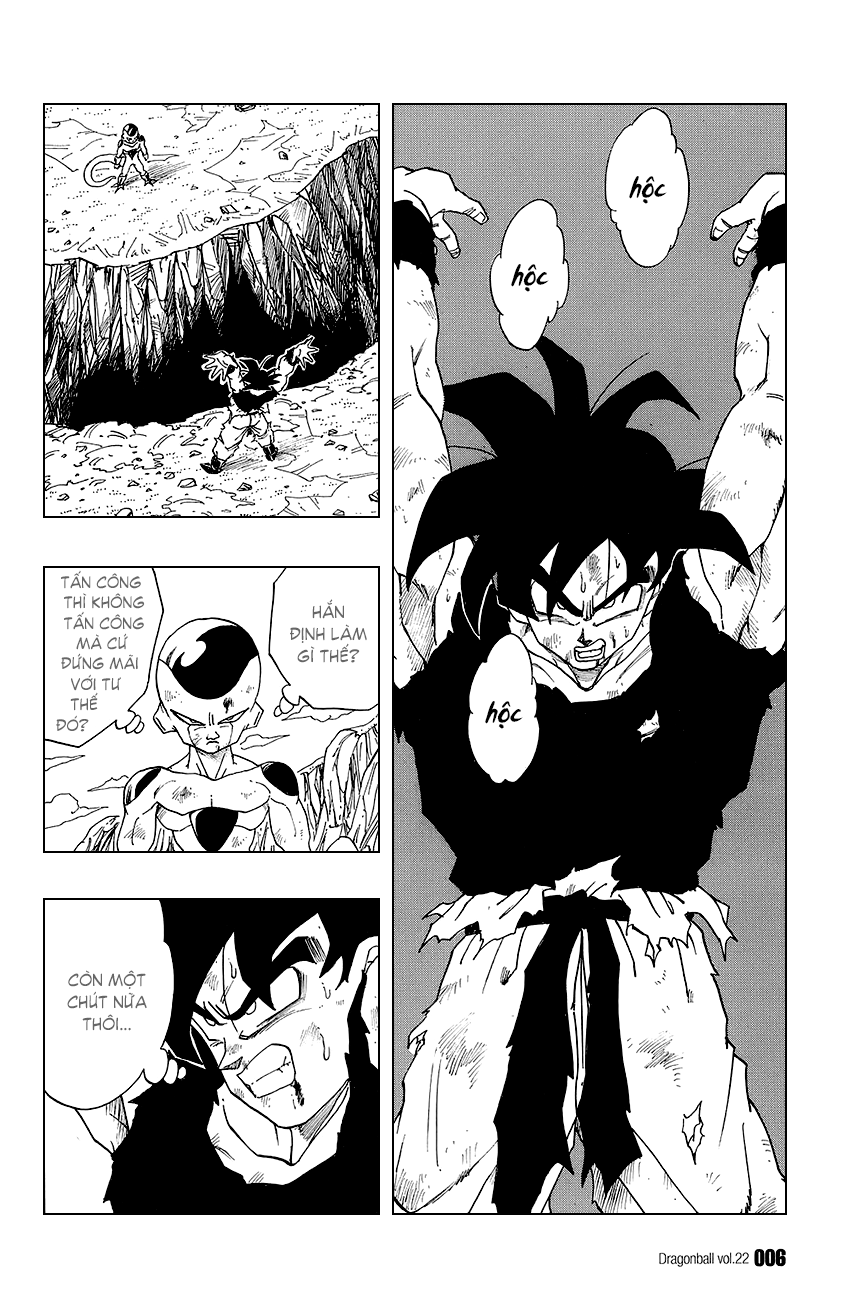 hộc
hộc
hộc
HẮN
ĐỊNH LÀM
GÌ THẾ?
TẤN CÔNG
THÌ KHÔNG
TẤN CÔNG
MÀ CỨ
ĐỨNG MÃI
VỚI TƯ
THẾ
ĐÓ?
CÒN MỘT
CHÚT NỮA
THÔI...
Dragonball vol.22 006